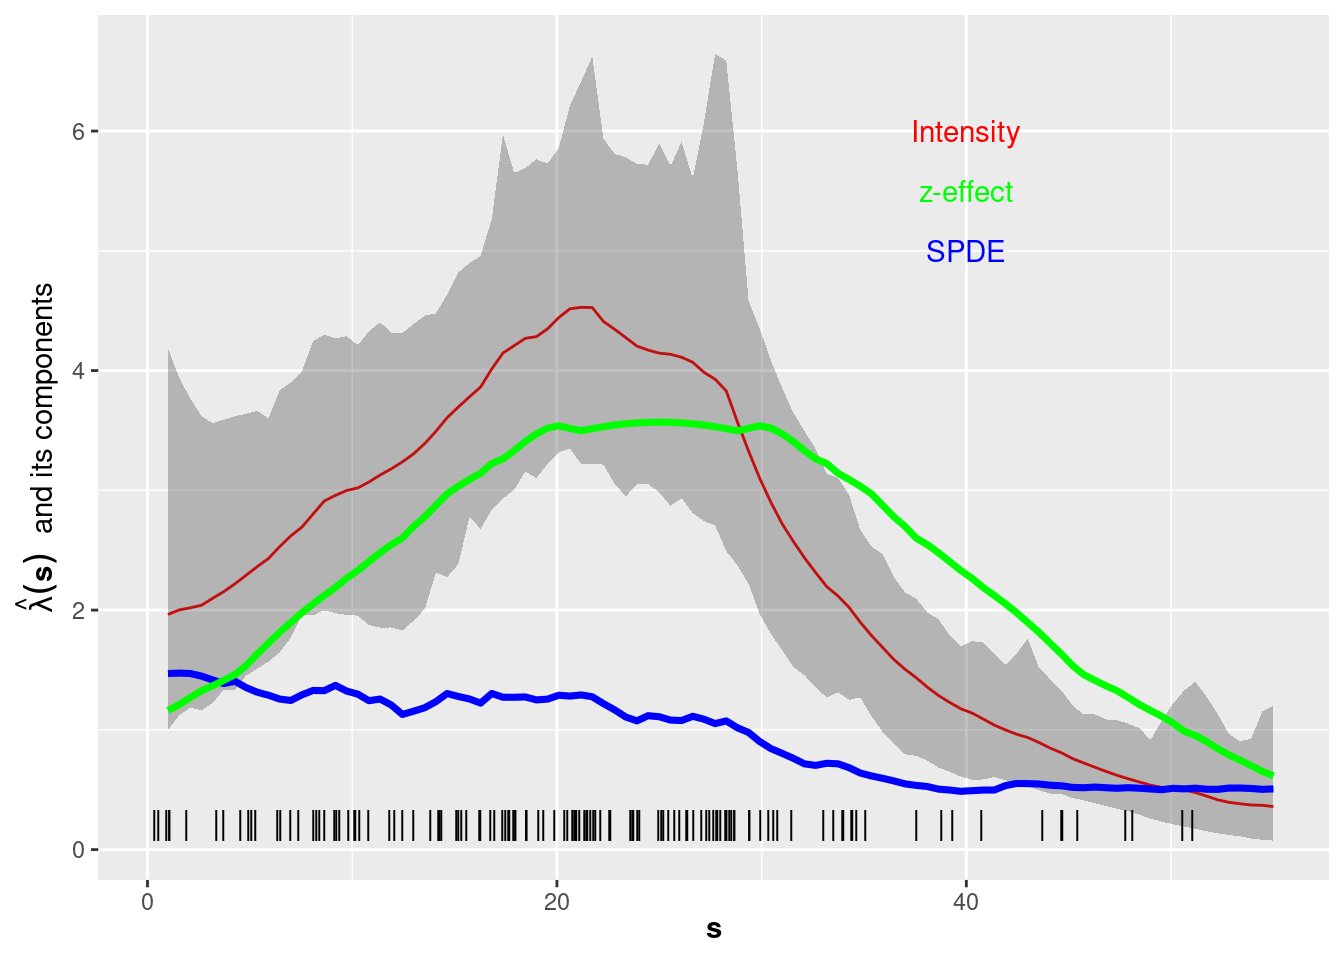 Intensity
z-effect
SPDE
6
4
2
0
0 20 40
s
λ̂(s) and its components